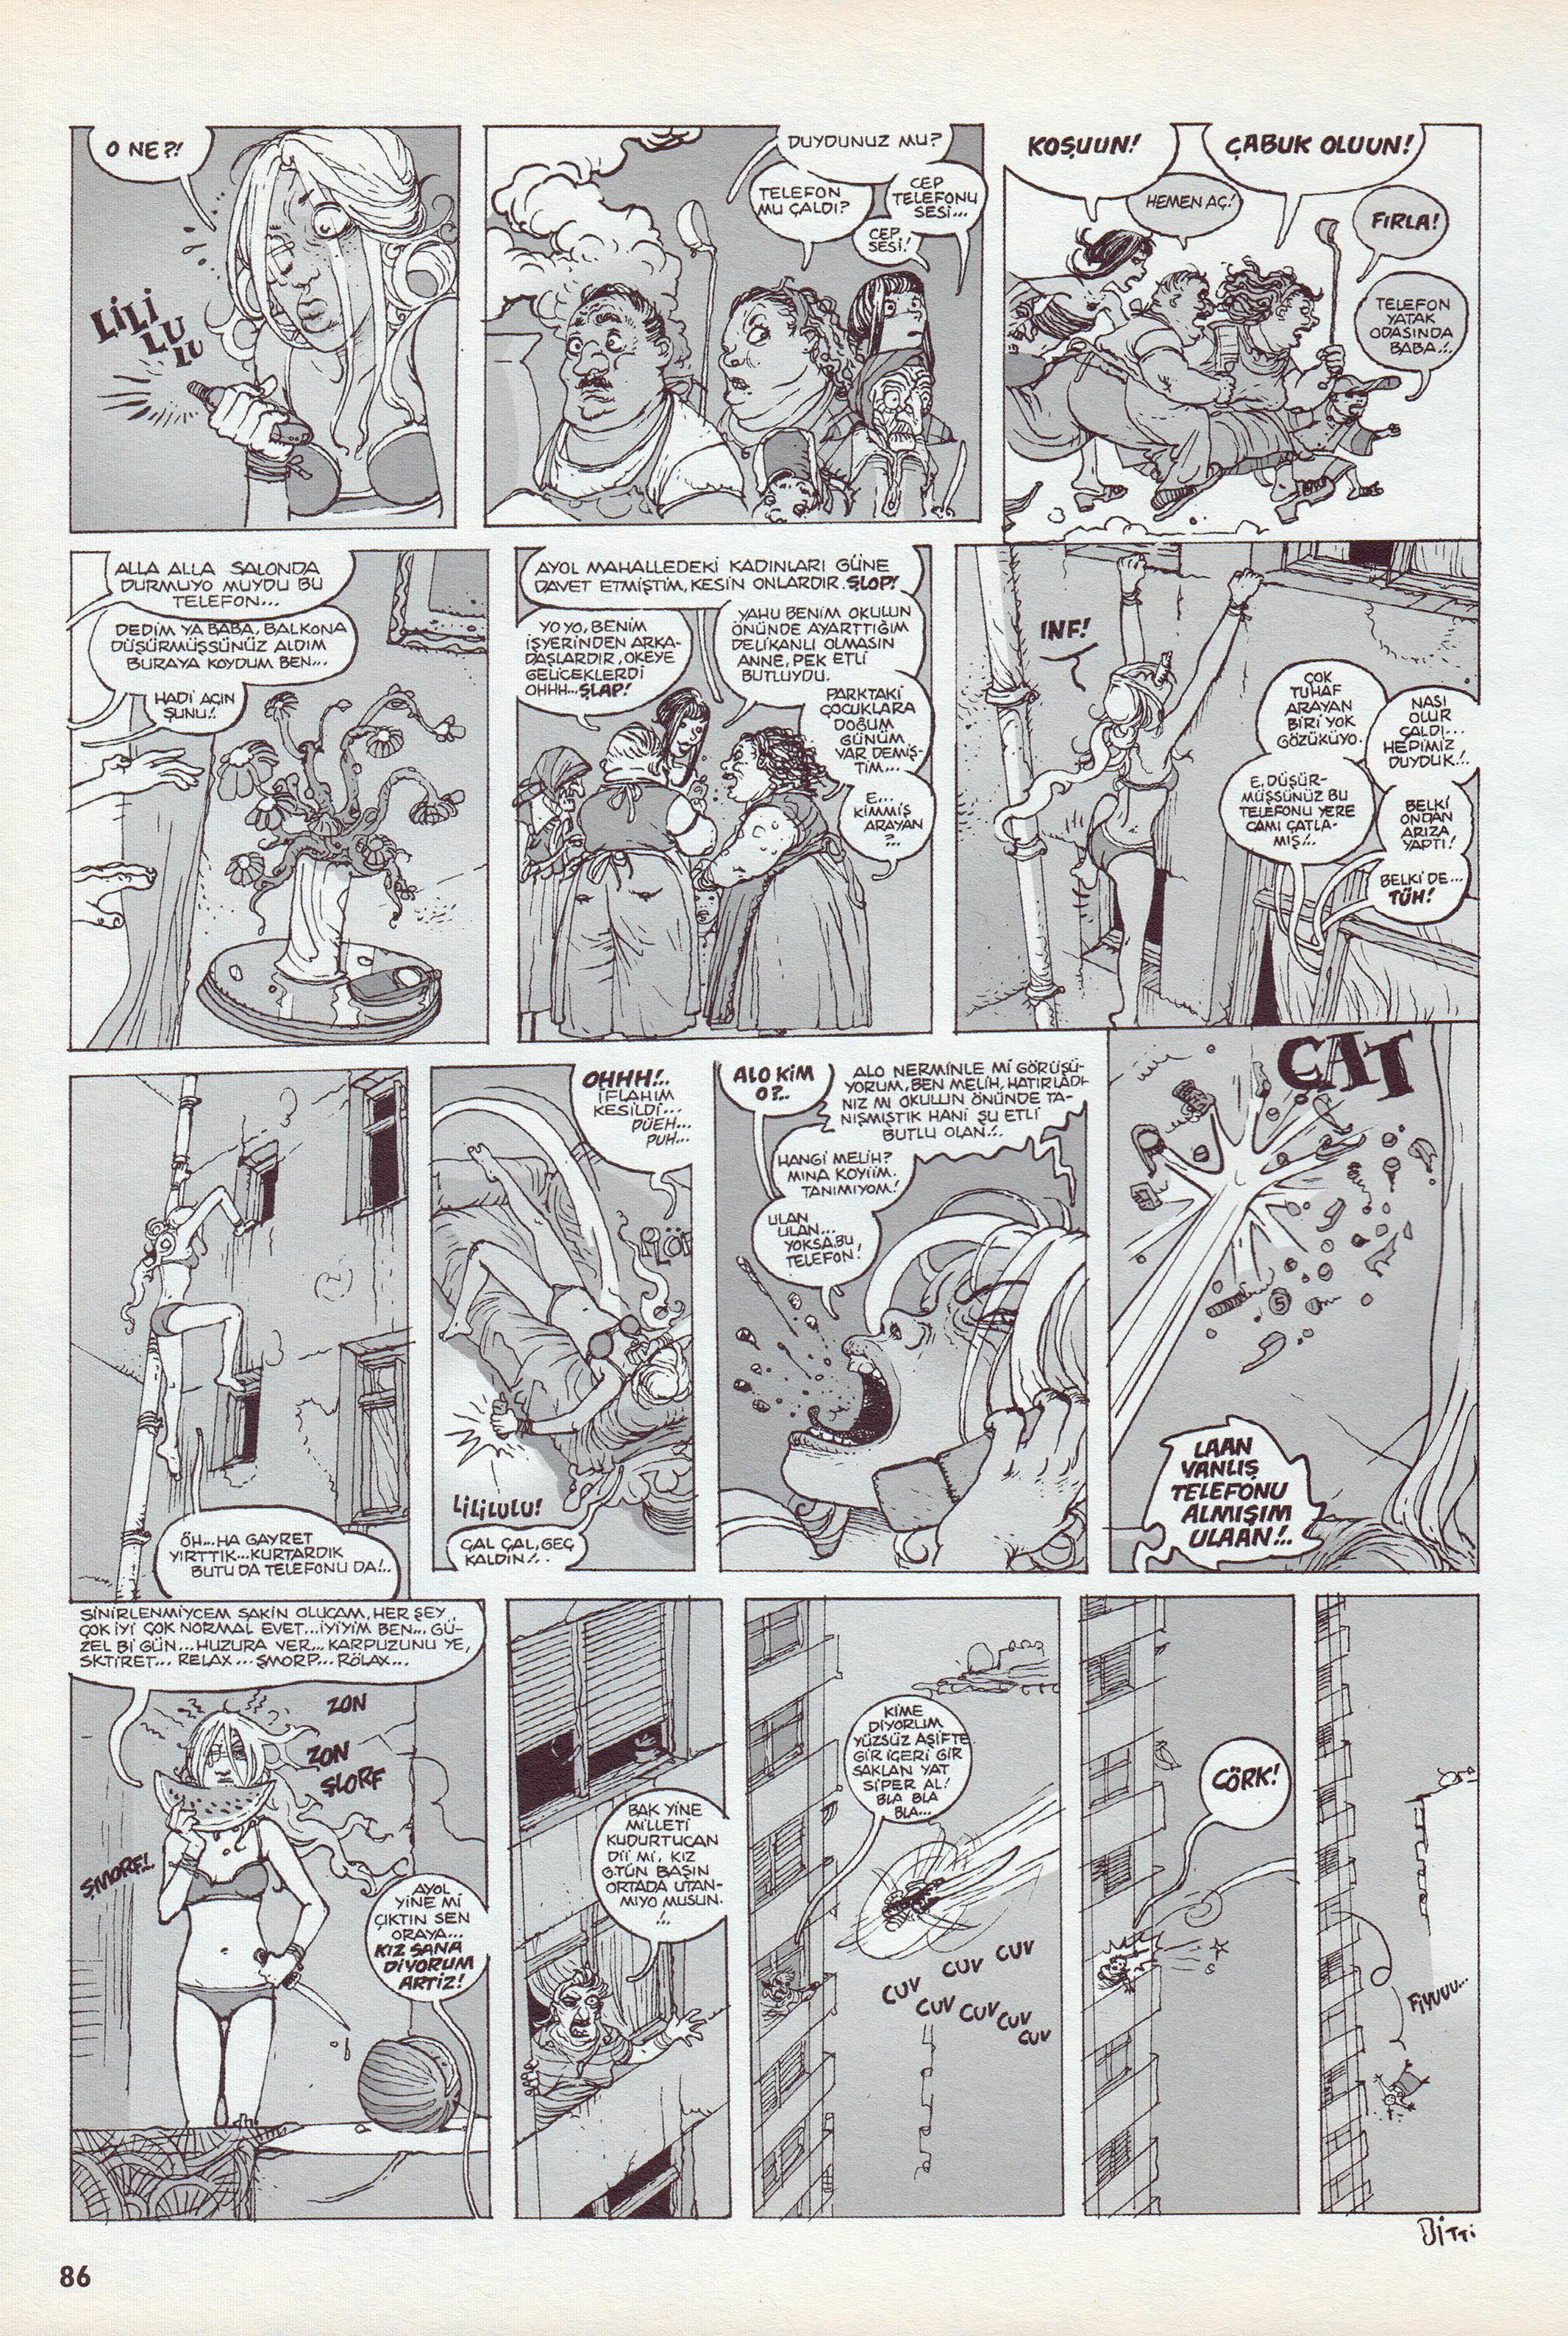 O NE?!
LiLi
LU
LU
DUYDUNUZ MU?
TELEFON
MU ÇALDI?
CEP
TELEFONU
SESİ...
CEP
SESİ!
KOŞUUN!
ÇABUK OLUUN!
HEMEN AÇ!
FIRLA!
TELEFON
YATAK
ODASINDA
BABA!..
ALLA ALLA SALONDA
DURMUYO MUYDU BU
TELEFON...
DEDİM YA BABA, BALKONA
DÜŞÜRMÜŞSÜNÜZ ALDIM
BURAYA KOYDUM BEN...
HADİ AÇIN
ŞUNU!
AYOL MAHALLEDEKİ KADINLARI GÜNE
DAVET ETMİŞTİM, KESİN ONLARDIR. ŞLOP!
YO YO, BENİM
İŞYERİNDEN ARKA-
DAŞLARDIR, OKEYE
GELİCEKLERDİ
OHHH... ŞLAP!
YAHU BENİM OKULUN
ÖNÜNDE AYARTTIĞIM
DELİKANLI OLMASIN
ANNE, PEK ETLİ
BUTLUYDU.
PARKTAKİ
ÇOCUKLARA
DOĞUM
GÜNÜM
VAR DEMİŞ-
TİM...
E...
KİMMİŞ
ARAYAN
?..
INF!
ÇOK
TUHAF
ARAYAN
BİRİ YOK
GÖZÜKÜYO.
NASI
OLUR
ÇALDI...
HEPİMİZ
DUYDUK!..
E, DÜŞÜR-
MÜŞSÜNÜZ BU
TELEFONU YERE
CAMI ÇATLA-
MIŞ!..
BELKİ
ONDAN
ARIZA
YAPTI!
BELKİ DE...
TÜH!
ÖH...HA GAYRET
YIRTTIK...KURTARDIK
BUTU DA TELEFONU DA!..
OHHH!..
İFLAHIM
KESİLDİ...
PÜEH...
PUH...
LİLİLULU!
ÇAL ÇAL, GEÇ
KALDIN!..
ALO KİM
O?..
ALO NERMİNLE Mİ GÖRÜŞÜ-
YORUM, BEN MELİH, HATIRLADI-
NIZ MI OKULUN ÖNÜNDE TA-
NIŞMIŞTIK HANİ ŞU ETLİ
BUTLU OLAN!..
HANGİ MELİH?
MINA KOYİİM.
TANIMIYOM!
ULAN
ULAN...
YOKSA BU
TELEFON!
ÇAT
5
LAAN
YANLIŞ
TELEFONU
ALMIŞIM
ULAAN!..
SİNİRLENMİYCEM SAKİN OLUCAM, HER ŞEY
ÇOK İYİ ÇOK NORMAL EVET...İYİYİM BEN... GÜ-
ZEL Bİ GÜN...HUZURA VER... KARPUZUNU YE,
SKTİRET... RELAX... ŞMORP... RÖLAX...
ZON
ZON
ŞLORF
ŞMORF!.
AYOL
YİNE Mİ
ÇIKTIN SEN
ORAYA...
KIZ SANA
DİYORUM
ARTİZ!
BAK YİNE
MİLLETİ
KUDURTUCAN
Dİİ Mİ, KIZ
G.TÜN BAŞIN
ORTADA UTAN-
MIYO MUSUN.
!..
KİME
DİYORUM
YÜZSÜZ AŞİFTE
GİR İÇERİ GİR
SAKLAN YAT
SİPER AL!
BLA BLA
BLA...
CUV
CUV
CUV
CUV
CUV
CUV
CUV
CÖRK!
FİYUUU...
BİTTİ
86